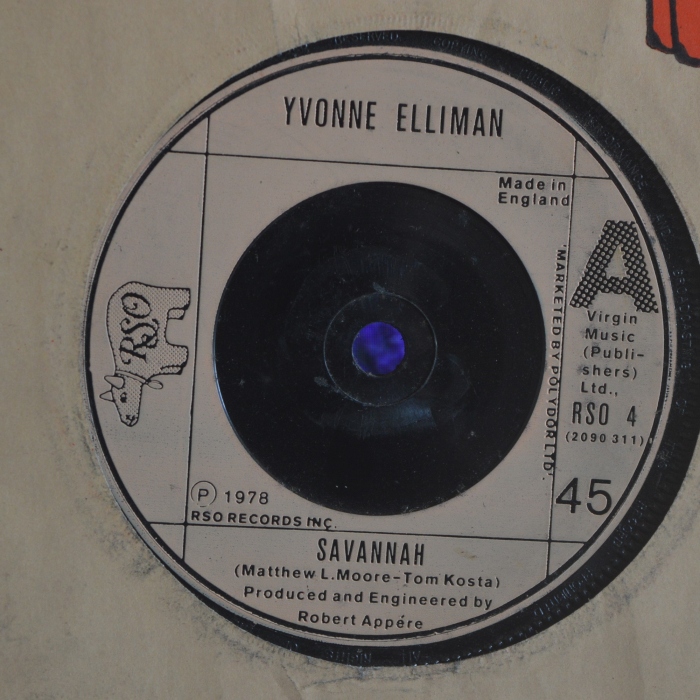 YVONNE ELLIMAN
Made in
England
RSO
A
'MARKETED BY POLYDOR LTD'.
Virgin
Music
(Publi-
shers)
Ltd.,
RSO 4
(2090 311)
45
Ⓟ 1978
RSO RECORDS INC.
SAVANNAH
(Matthew L.Moore-Tom Kosta)
Produced and Engineered by
Robert Appére